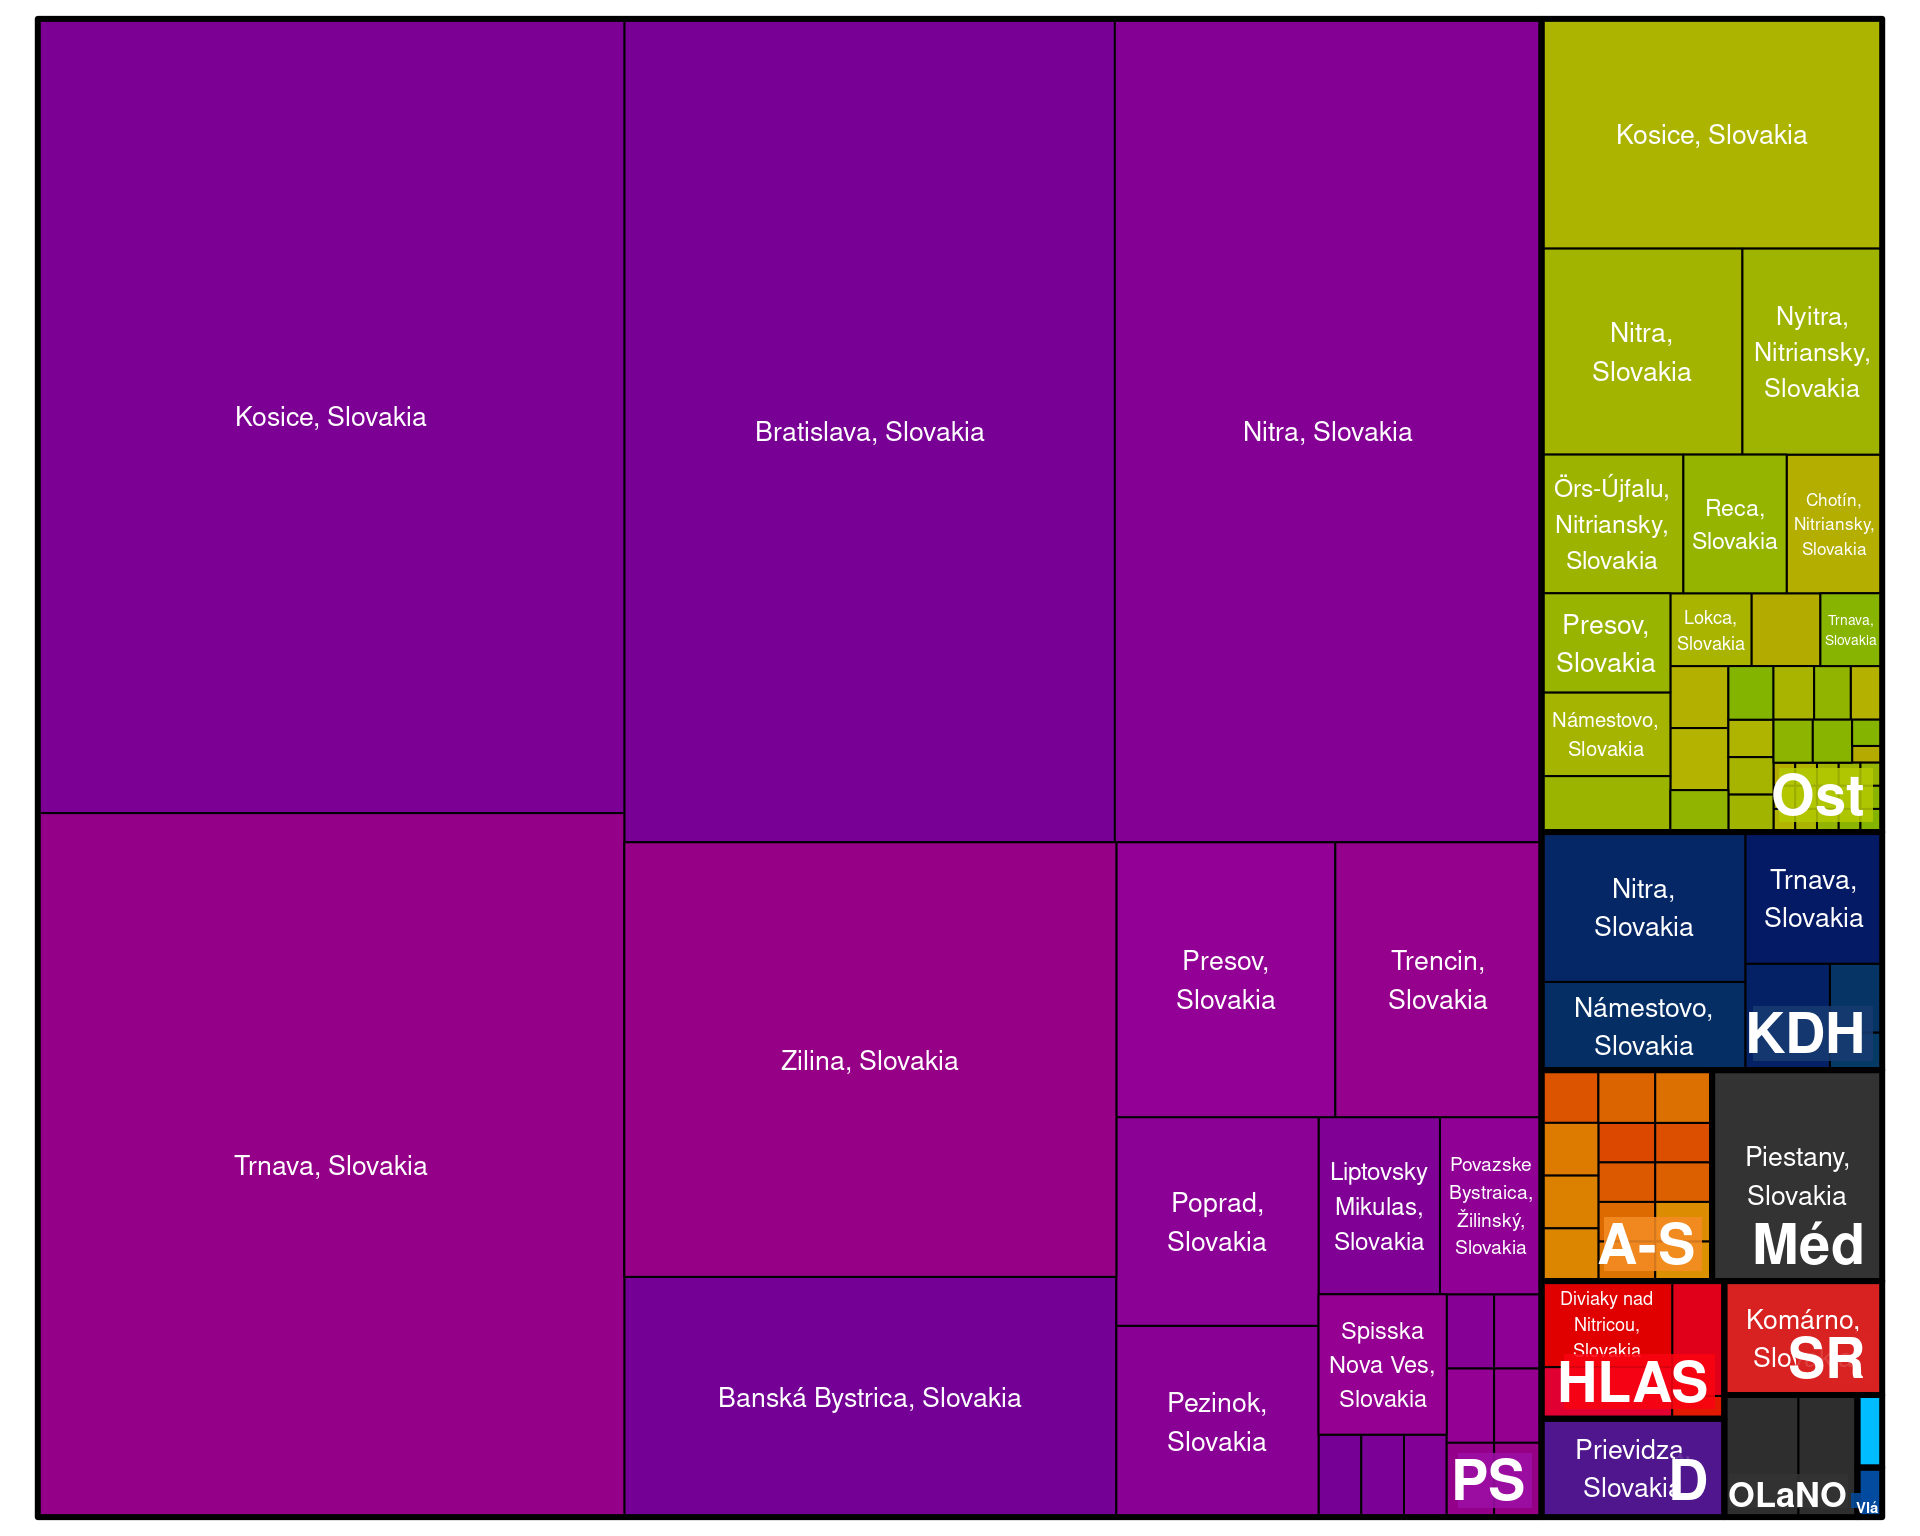 Kosice, Slovakia
Bratislava, Slovakia
Nitra, Slovakia
Trnava, Slovakia
Zilina, Slovakia
Banská Bystrica, Slovakia
Presov,
Slovakia
Trencin,
Slovakia
Poprad,
Slovakia
Liptovsky
Mikulas,
Slovakia
Povazske
Bystraica,
Žilinský,
Slovakia
Pezinok,
Slovakia
Spisska
Nova Ves,
Slovakia
PS
Kosice, Slovakia
Nitra,
Slovakia
Nyitra,
Nitriansky,
Slovakia
Örs-Újfalu,
Nitriansky,
Slovakia
Reca,
Slovakia
Chotín,
Nitriansky,
Slovakia
Presov,
Slovakia
Lokca,
Slovakia
Trnava,
Slovakia
Námestovo,
Slovakia
Ost
Nitra,
Slovakia
Trnava,
Slovakia
Námestovo,
Slovakia
KDH
A-S
Piestany,
Slovakia
Méd
Diviaky nad
Nitricou,
Slovakia
HLAS
Komárno,
SR
Prievidza,
Slovakia
D
OLaNO
Vlá